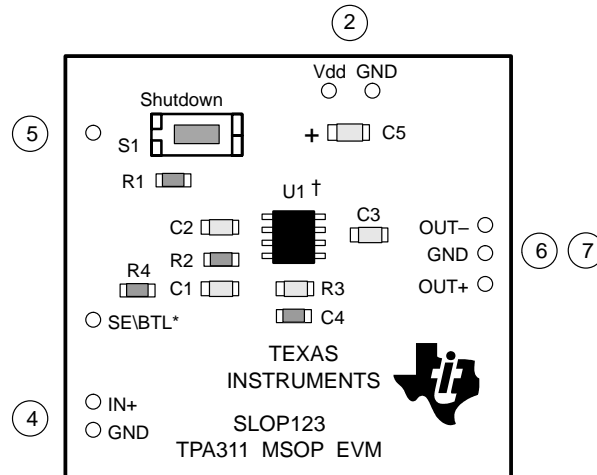 2
Vdd GND
Shutdown
5
S1
+
C5
R1
U1 †
C2
C3
OUT–
R2
GND
6 7
R4
C1
R3
OUT+
C4
SE\BTL*
TEXAS
INSTRUMENTS
ti
4
IN+
GND
SLOP123
TPA311 MSOP EVM